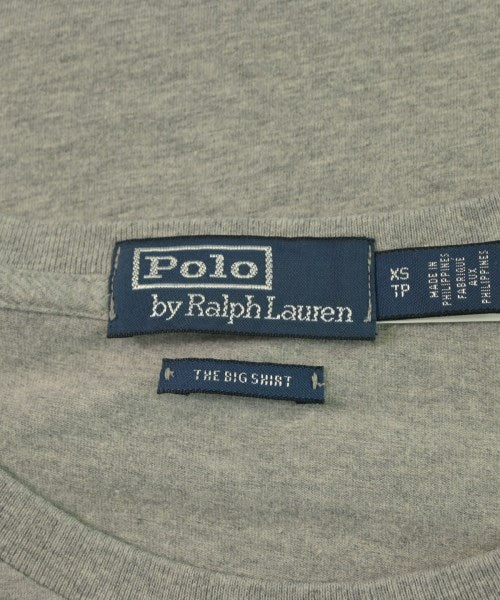 Polo
by Ralph Lauren
XS
TP
MADE IN
PHILIPPINES
FABRIQUÉ
AUX
PHILIPPINES
THE BIG SHIRT